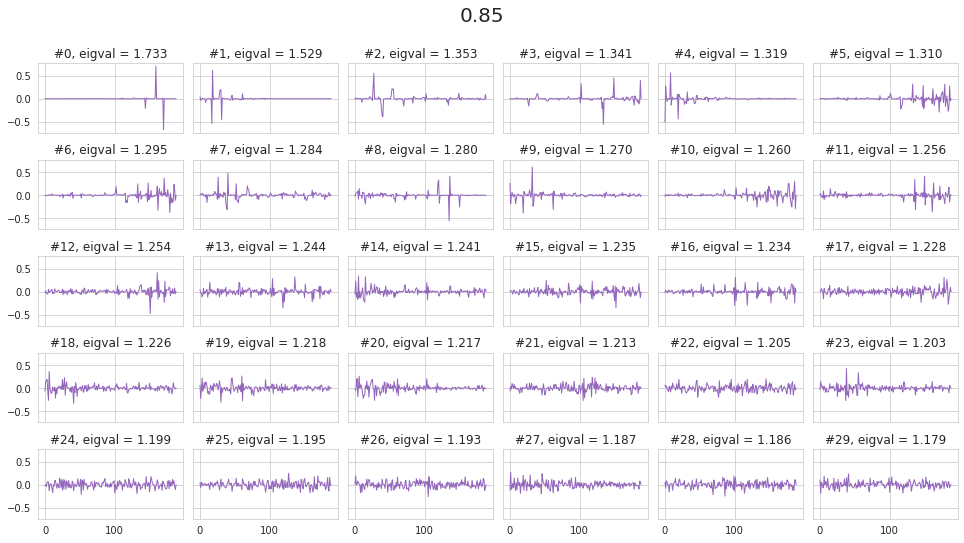 0.85
#0, eigval = 1.733 #1, eigval = 1.529 #2, eigval = 1.353 #3, eigval = 1.341 #4, eigval = 1.319 #5, eigval = 1.310
0.5
0.0
−0.5
#6, eigval = 1.295 #7, eigval = 1.284 #8, eigval = 1.280 #9, eigval = 1.270 #10, eigval = 1.260 #11, eigval = 1.256
0.5
0.0
−0.5
#12, eigval = 1.254 #13, eigval = 1.244 #14, eigval = 1.241 #15, eigval = 1.235 #16, eigval = 1.234 #17, eigval = 1.228
0.5
0.0
−0.5
#18, eigval = 1.226 #19, eigval = 1.218 #20, eigval = 1.217 #21, eigval = 1.213 #22, eigval = 1.205 #23, eigval = 1.203
0.5
0.0
−0.5
#24, eigval = 1.199 #25, eigval = 1.195 #26, eigval = 1.193 #27, eigval = 1.187 #28, eigval = 1.186 #29, eigval = 1.179
0.5
0.0
−0.5
0 100 0 100 0 100 0 100 0 100 0 100